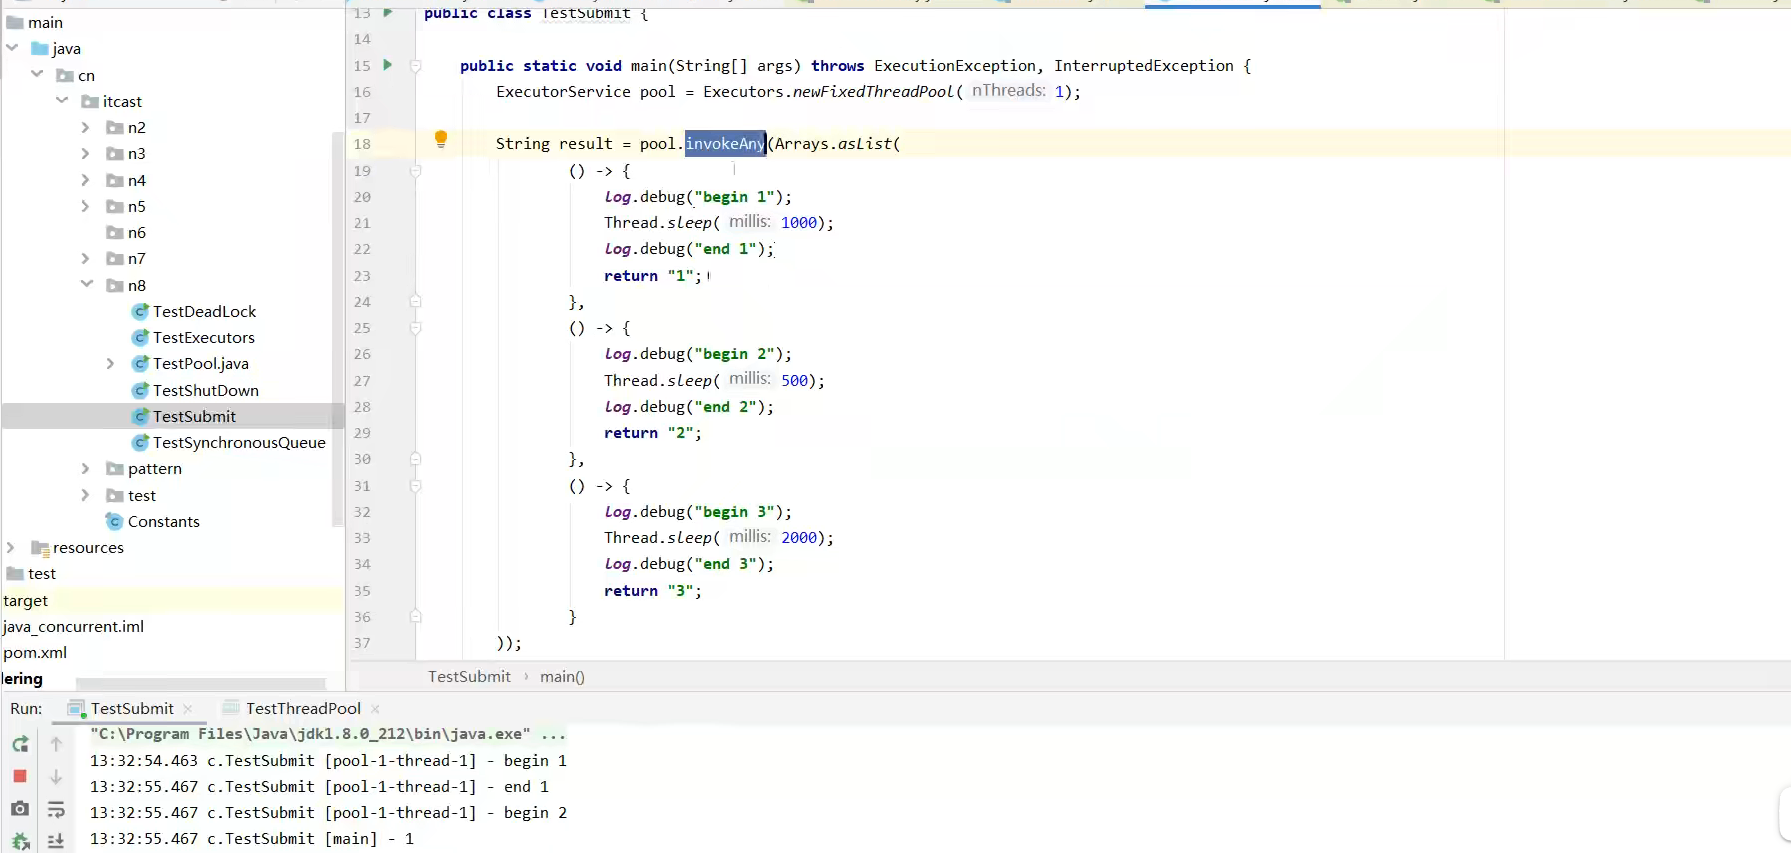 main
java
cn
itcast
n2
n3
n4
n5
n6
n7
n8
TestDeadLock
TestExecutors
TestPool.java
TestShutDown
TestSubmit
TestSynchronousQueue
pattern
test
Constants
resources
test
target
java_concurrent.iml
pom.xml
lering
13 public class TestSubmit {
14
15 public static void main(String[] args) throws ExecutionException, InterruptedException {
16 ExecutorService pool = Executors.newFixedThreadPool( nThreads: 1);
17
18 String result = pool.invokeAny(Arrays.asList(
19 () -> {
20 log.debug("begin 1");
21 Thread.sleep( millis: 1000);
22 log.debug("end 1");
23 return "1";
24 },
25 () -> {
26 log.debug("begin 2");
27 Thread.sleep( millis: 500);
28 log.debug("end 2");
29 return "2";
30 },
31 () -> {
32 log.debug("begin 3");
33 Thread.sleep( millis: 2000);
34 log.debug("end 3");
35 return "3";
36 }
37 ));
TestSubmit › main()
Run: TestSubmit × TestThreadPool ×
"C:\Program Files\Java\jdk1.8.0_212\bin\java.exe" ...
13:32:54.463 c.TestSubmit [pool-1-thread-1] - begin 1
13:32:55.467 c.TestSubmit [pool-1-thread-1] - end 1
13:32:55.467 c.TestSubmit [pool-1-thread-1] - begin 2
13:32:55.467 c.TestSubmit [main] - 1